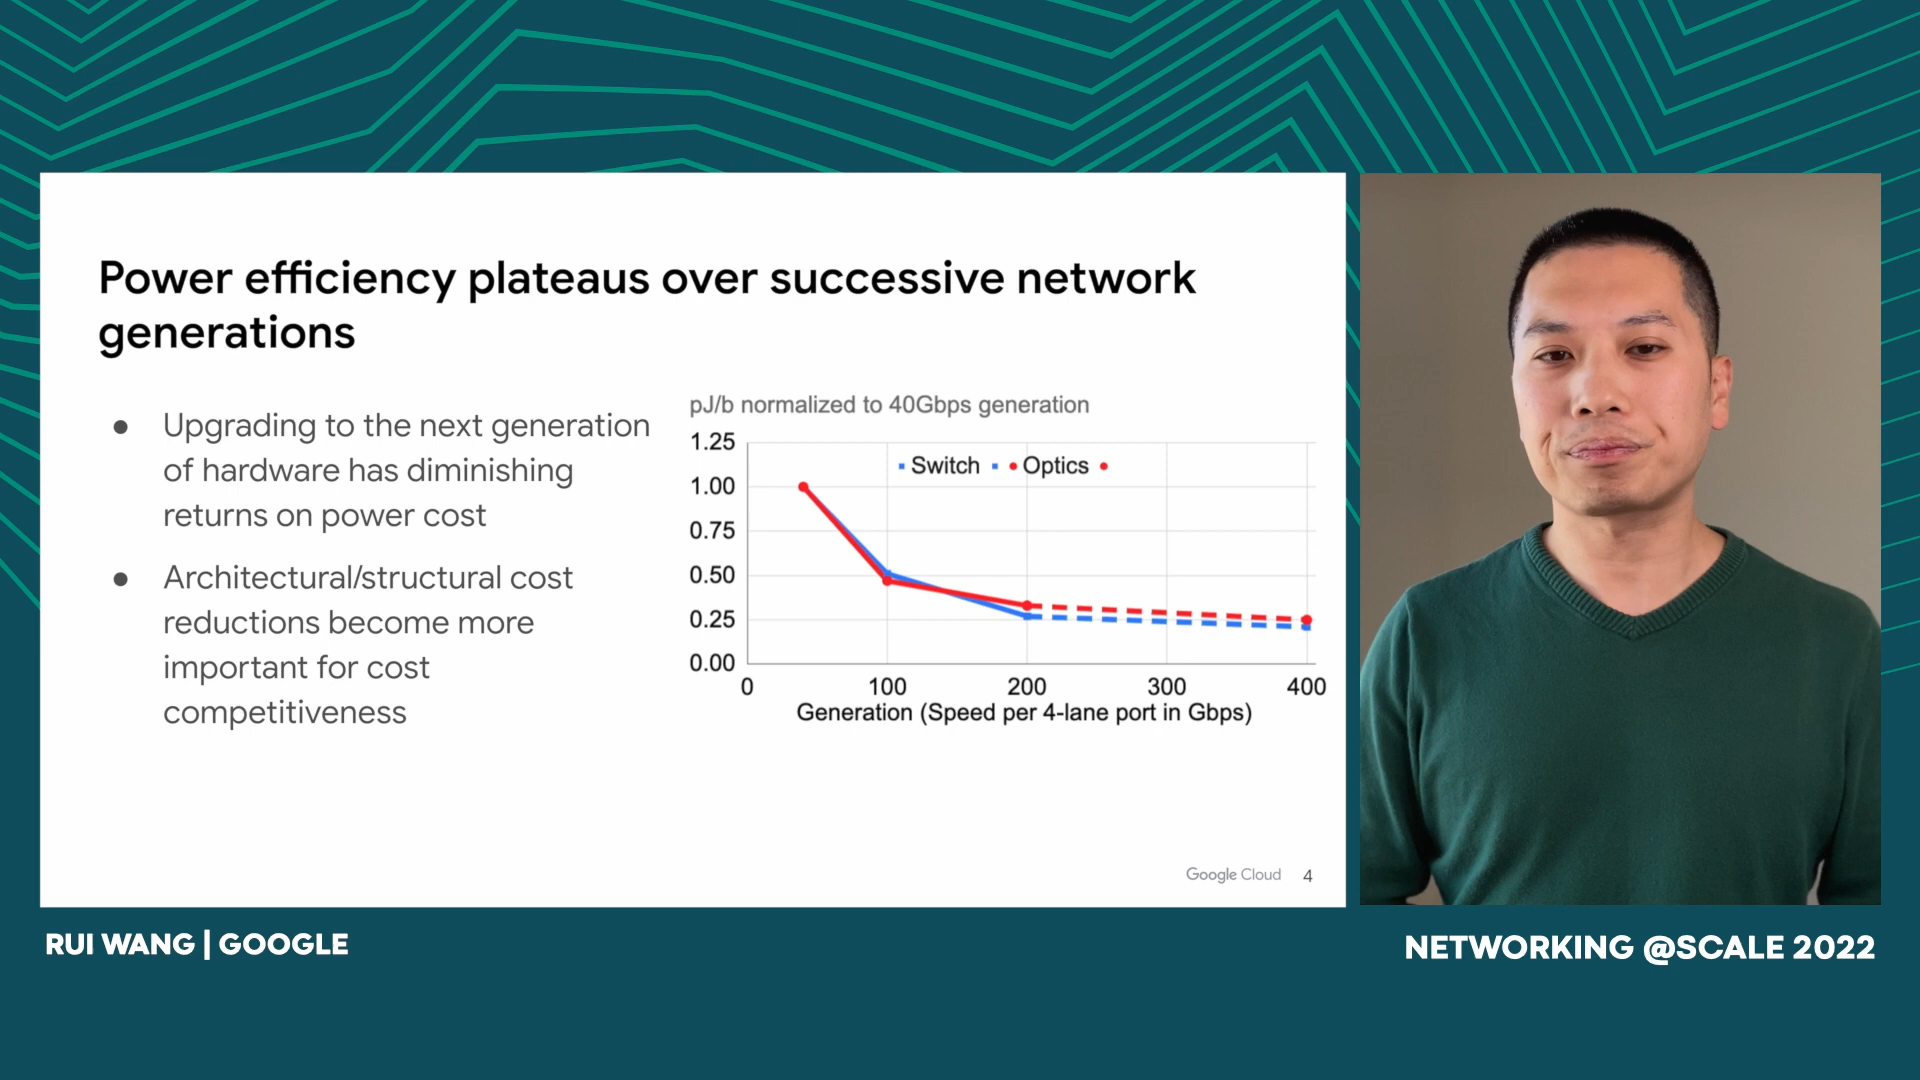 Power efficiency plateaus over successive network
generations
● Upgrading to the next generation
of hardware has diminishing
returns on power cost
● Architectural/structural cost
reductions become more
important for cost
competitiveness
pJ/b normalized to 40Gbps generation
1.25
Switch Optics
1.00
0.75
0.50
0.25
0.00
0 100 200 300 400
Generation (Speed per 4-lane port in Gbps)
Google Cloud 4
RUI WANG | GOOGLE
NETWORKING @SCALE 2022